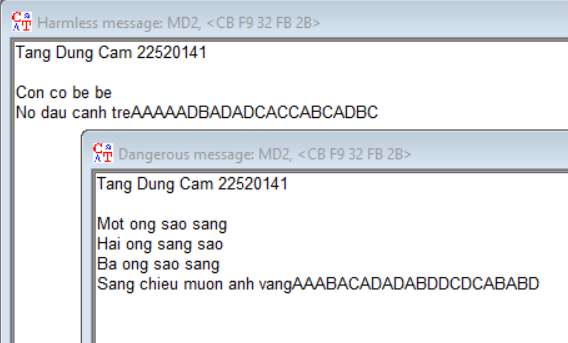 Harmless message: MD2, <CB F9 32 FB 2B>
Tang Dung Cam 22520141
Con co be be
No dau canh treAAAAADBADADCACCABCADBC
Dangerous message: MD2, <CB F9 32 FB 2B>
Tang Dung Cam 22520141
Mot ong sao sang
Hai ong sang sao
Ba ong sao sang
Sang chieu muon anh vangAAABACADADABDDCDCABABD